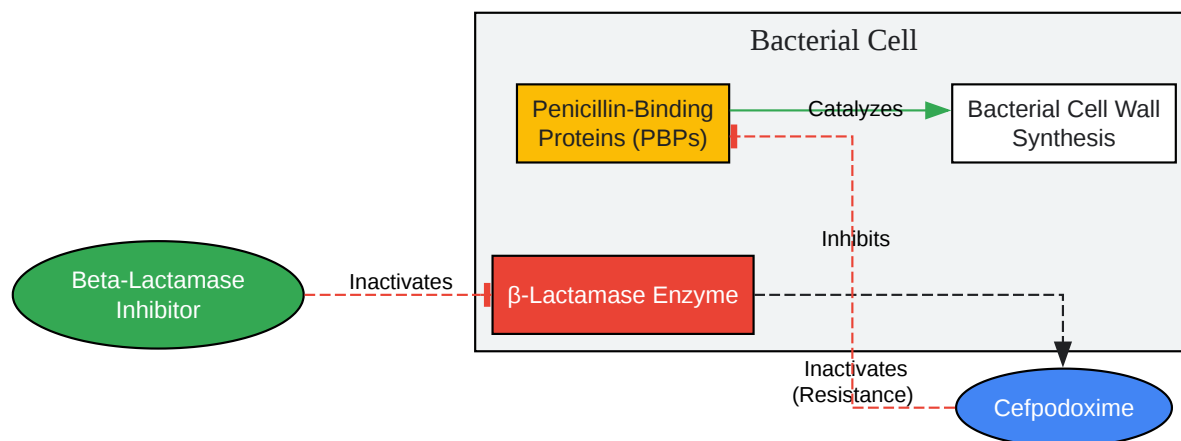 Bacterial Cell
Penicillin-Binding
Proteins (PBPs)
Catalyzes
Bacterial Cell Wall
Synthesis
Inhibits
Beta-Lactamase
Inhibitor
Inactivates
β-Lactamase Enzyme
Inactivates
(Resistance)
Cefpodoxime